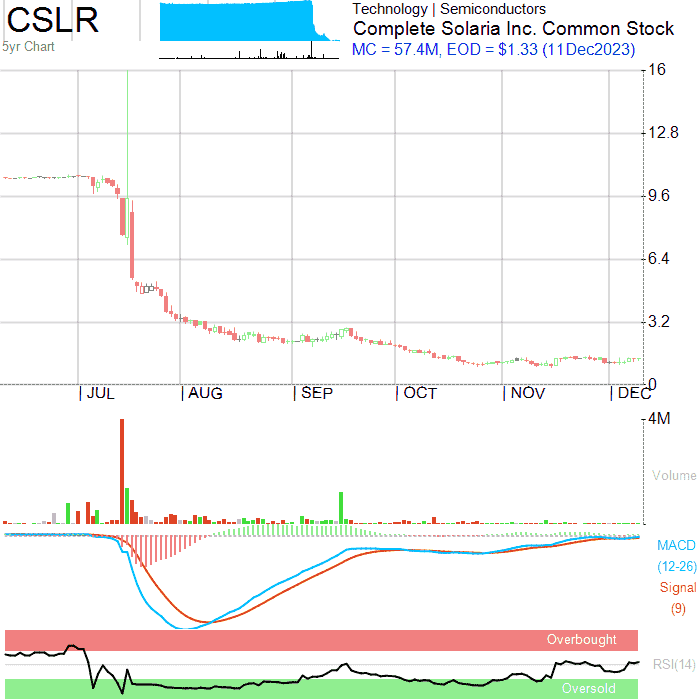 CSLR
5yr Chart
Technology | Semiconductors
Complete Solaria Inc. Common Stock
MC = 57.4M, EOD = $1.33 (11Dec2023)
16
12.8
9.6
6.4
3.2
0
JUL AUG SEP OCT NOV DEC
4M
Volume
MACD
(12-26)
Signal
(9)
Overbought
RSI(14)
Oversold